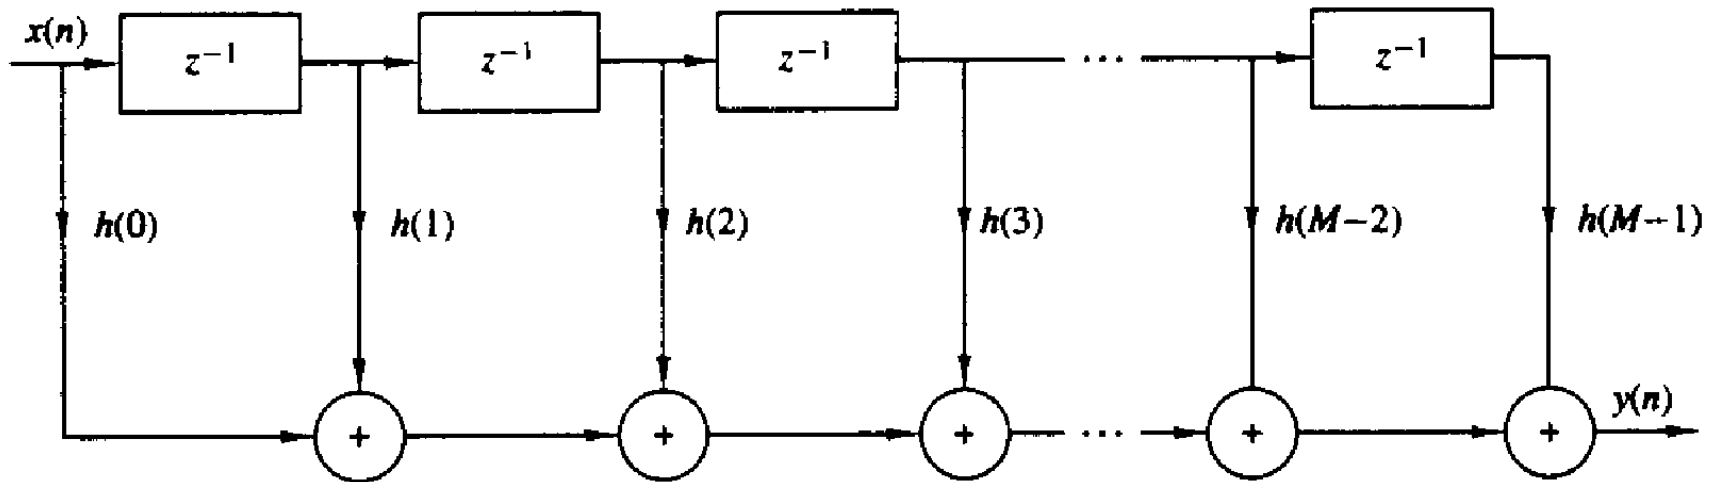 x(n)
z⁻¹
z⁻¹
z⁻¹
...
z⁻¹
h(0)
h(1)
h(2)
h(3)
h(M−2)
h(M−1)
+
+
+
...
+
+
y(n)